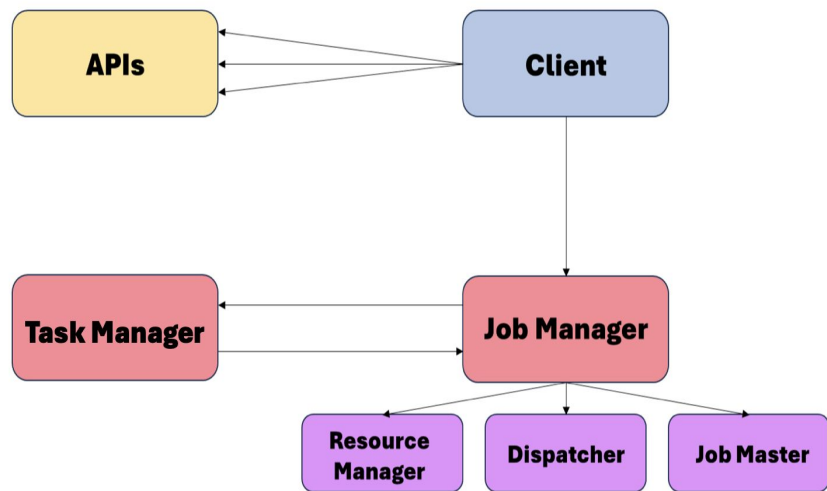 APIs
Client
Task Manager
Job Manager
Resource
Manager
Dispatcher
Job Master